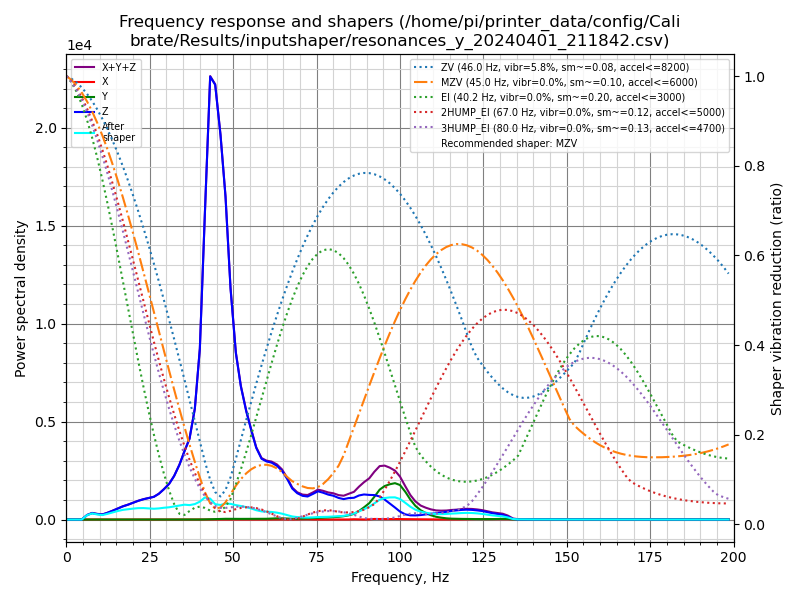 Frequency response and shapers (/home/pi/printer_data/config/Cali
brate/Results/inputshaper/resonances_y_20240401_211842.csv)
1e4
X+Y+Z
X
Y
Z
After
shaper
ZV (46.0 Hz, vibr=5.8%, sm~=0.08, accel<=8200)
MZV (45.0 Hz, vibr=0.0%, sm~=0.10, accel<=6000)
EI (40.2 Hz, vibr=0.0%, sm~=0.20, accel<=3000)
2HUMP_EI (67.0 Hz, vibr=0.0%, sm~=0.12, accel<=5000)
3HUMP_EI (80.0 Hz, vibr=0.0%, sm~=0.13, accel<=4700)
Recommended shaper: MZV
Power spectral density
2.0
1.5
1.0
0.5
0.0
1.0
0.8
0.6
0.4
0.2
0.0
Shaper vibration reduction (ratio)
0 25 50 75 100 125 150 175 200
Frequency, Hz